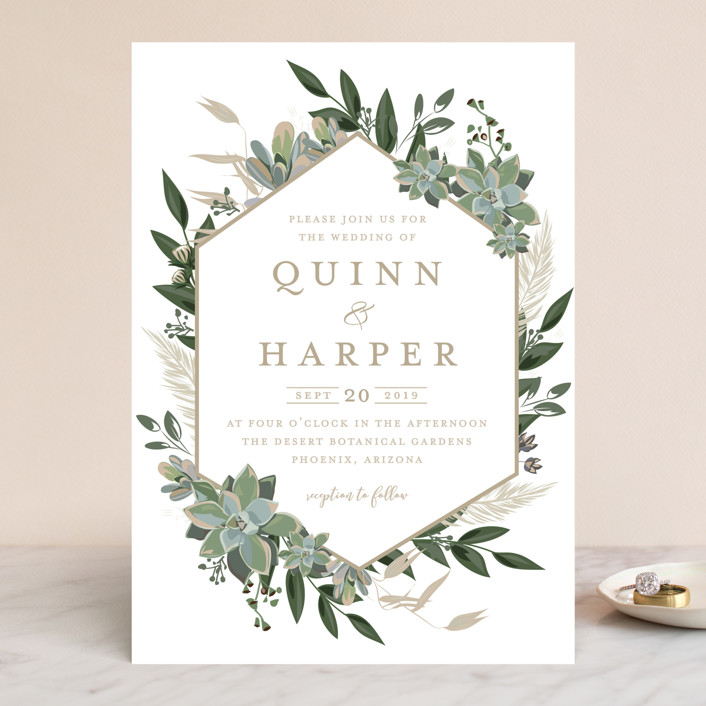 PLEASE JOIN US FOR
THE WEDDING OF
QUINN
&
HARPER
SEPT 20 2019
AT FOUR O'CLOCK IN THE AFTERNOON
THE DESERT BOTANICAL GARDENS
PHOENIX, ARIZONA
reception to follow